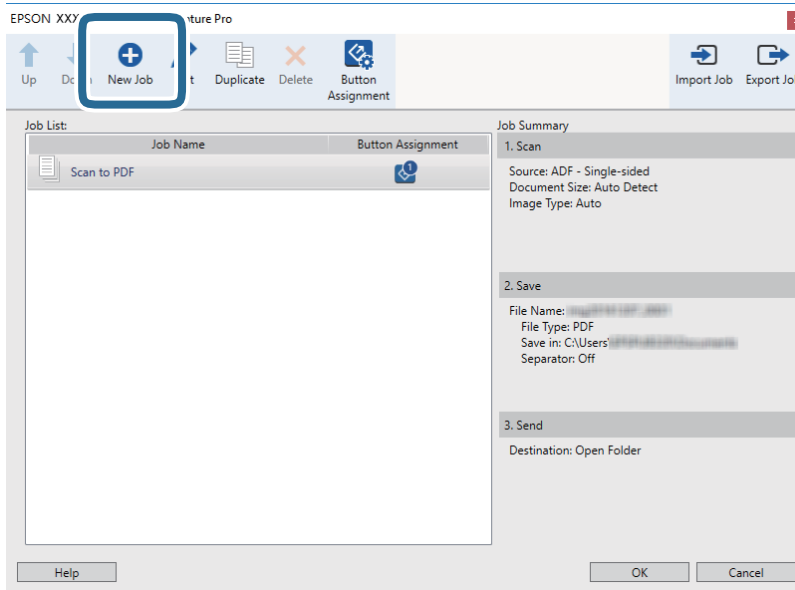 EPSON XXX ture Pro
Up
New Job
Duplicate
Delete
Button
Assignment
Import Job
Export Jo
Job List:
Job Name
Button Assignment
Scan to PDF
1
Job Summary
1. Scan
Source: ADF - Single-sided
Document Size: Auto Detect
Image Type: Auto
2. Save
File Name:
File Type: PDF
Save in: C:\Users\
Separator: Off
3. Send
Destination: Open Folder
Help
OK
Cancel